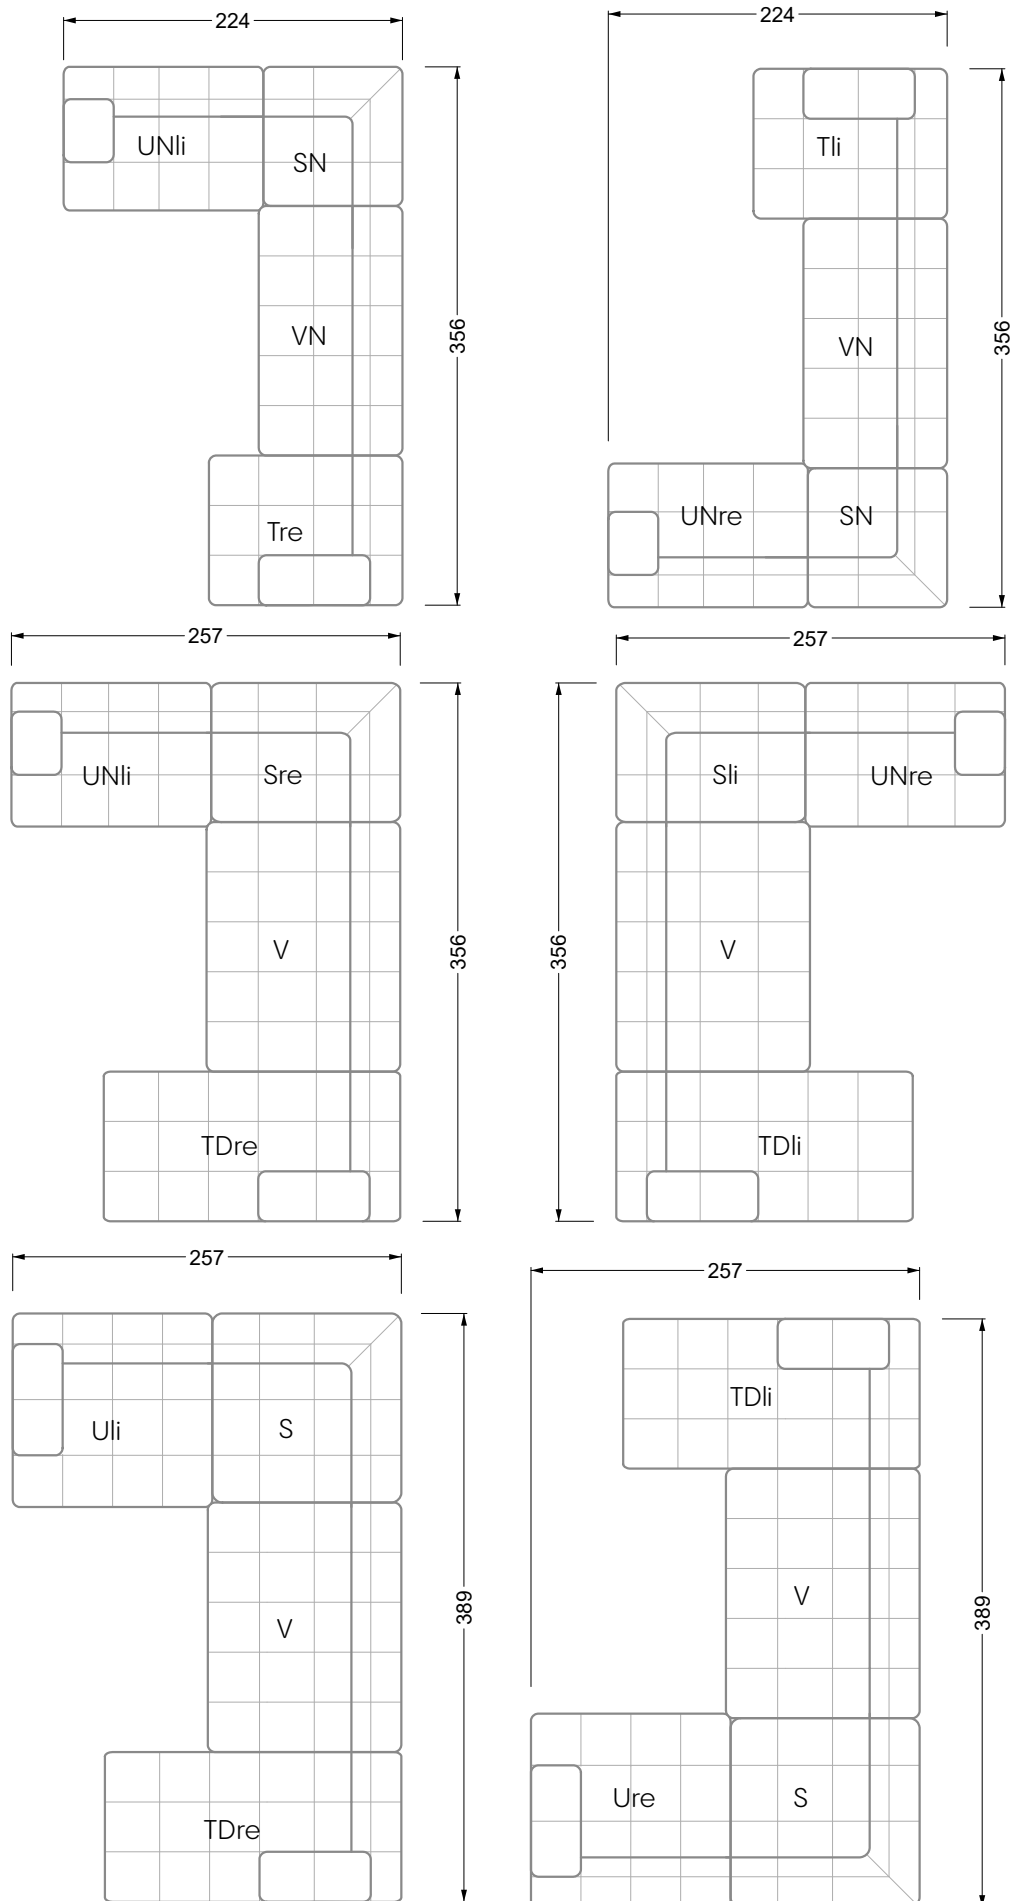 224
UNli
SN
VN
356
Tre
224
Tli
VN
356
UNre
SN
257
UNli
Sre
V
356
TDre
257
Sli
UNre
356
V
TDli
257
Uli
S
389
V
TDre
257
TDli
V
389
Ure
S